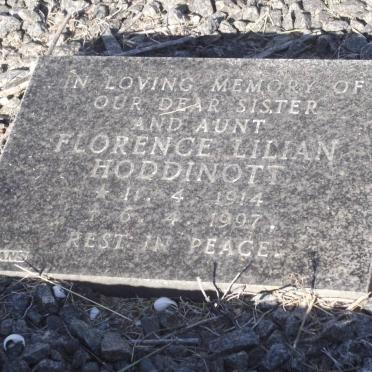 IN LOVING MEMORY OF
OUR DEAR SISTER
AND AUNT
FLORENCE LILIAN
HODDINOTT
* 11. 4. 1914
† 6. 4. 1997.
REST IN PEACE.